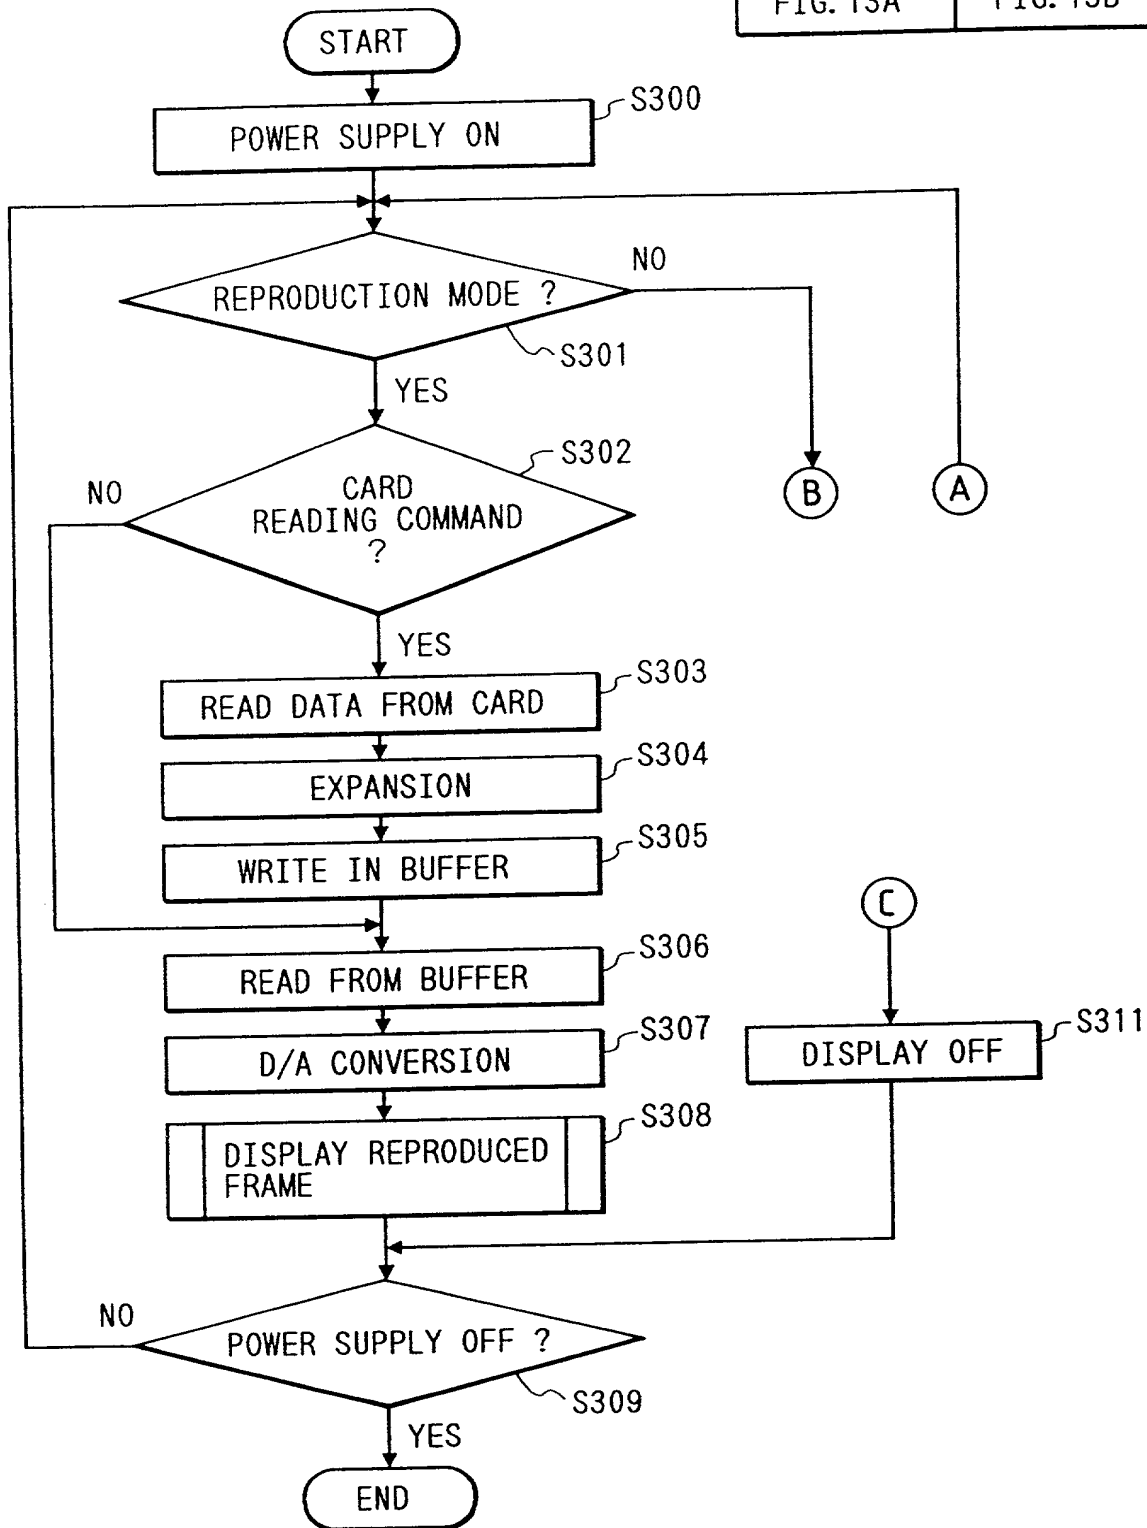 FIG. 13A
FIG. 13B
START
S300
POWER SUPPLY ON
NO
REPRODUCTION MODE ?
S301
YES
S302
NO
CARD
READING COMMAND
?
B
A
YES
S303
READ DATA FROM CARD
S304
EXPANSION
S305
WRITE IN BUFFER
C
S306
READ FROM BUFFER
S307
D/A CONVERSION
S311
DISPLAY OFF
S308
DISPLAY REPRODUCED
FRAME
NO
POWER SUPPLY OFF ?
S309
YES
END